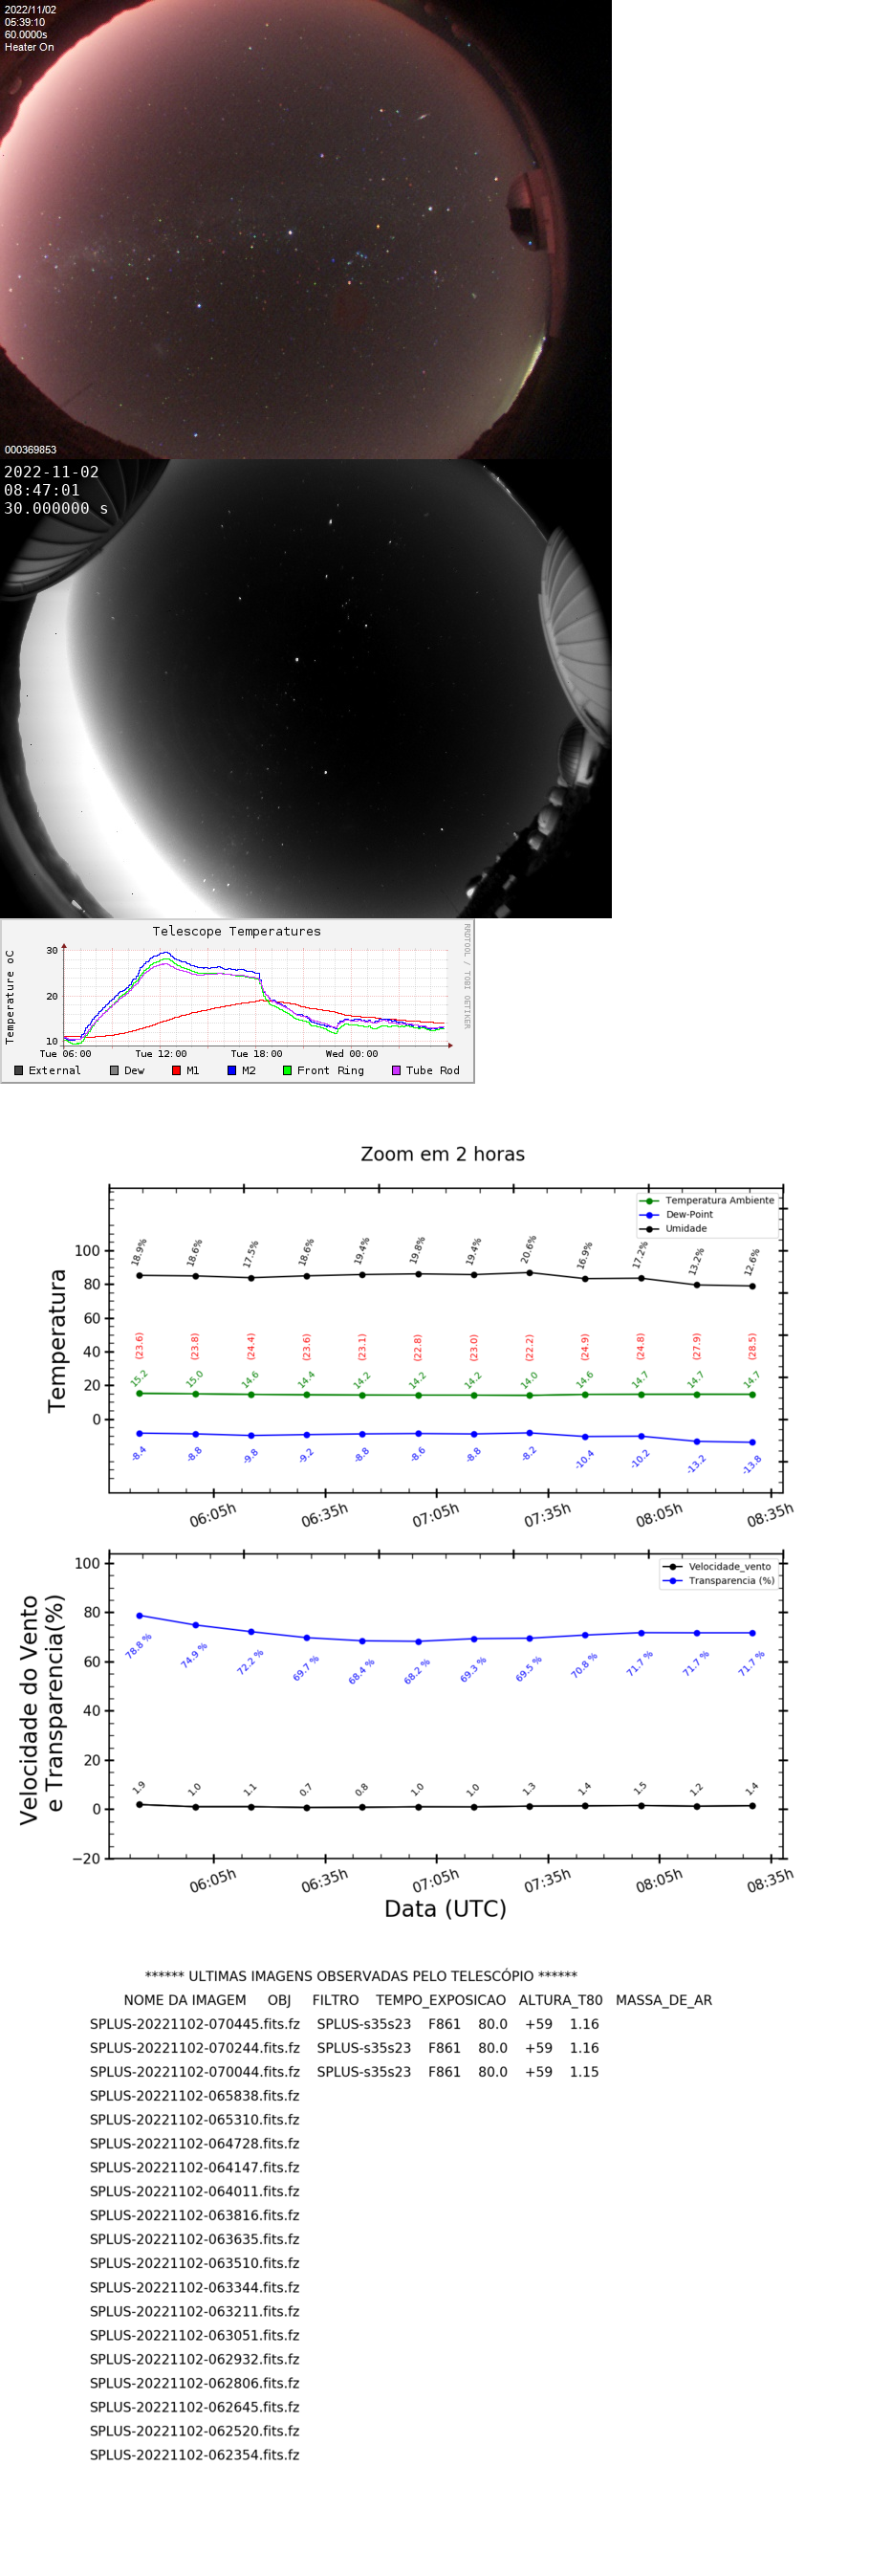 2022/11/02
05:39:10
60.0000s
Heater On
000369853
2022-11-02
08:47:01
30.000000 s
Telescope Temperatures
RRDTOOL / TOBI OETIKER
Temperature oC
30
20
10
Tue 06:00 Tue 12:00 Tue 18:00 Wed 00:00
External Dew M1 M2 Front Ring Tube Rod
Zoom em 2 horas
Temperatura Ambiente
Dew-Point
Umidade
Temperatura
100
80
60
40
20
0
18.9% 18.6% 17.5% 18.6% 19.4% 19.8% 19.4% 20.6% 16.9% 17.2% 13.2% 12.6%
(23.6) (23.8) (24.4) (23.6) (23.1) (22.8) (23.0) (22.2) (24.9) (24.8) (27.9) (28.5)
15.2 15.0 14.6 14.4 14.2 14.2 14.2 14.0 14.6 14.7 14.7 14.7
-8.4 -8.8 -9.8 -9.2 -8.8 -8.6 -8.8 -8.2 -10.4 -10.2 -13.2 -13.8
06:05h 06:35h 07:05h 07:35h 08:05h 08:35h
Velocidade_vento
Transparencia (%)
Velocidade do Vento
e Transparencia(%)
100
80
60
40
20
0
−20
78.8 % 74.9 % 72.2 % 69.7 % 68.4 % 68.2 % 69.3 % 69.5 % 70.8 % 71.7 % 71.7 % 71.7 %
1.9 1.0 1.1 0.7 0.8 1.0 1.0 1.3 1.4 1.5 1.2 1.4
06:05h 06:35h 07:05h 07:35h 08:05h 08:35h
Data (UTC)
****** ULTIMAS IMAGENS OBSERVADAS PELO TELESCÓPIO ******
NOME DA IMAGEM OBJ FILTRO TEMPO_EXPOSICAO ALTURA_T80 MASSA_DE_AR
SPLUS-20221102-070445.fits.fz SPLUS-s35s23 F861 80.0 +59 1.16
SPLUS-20221102-070244.fits.fz SPLUS-s35s23 F861 80.0 +59 1.16
SPLUS-20221102-070044.fits.fz SPLUS-s35s23 F861 80.0 +59 1.15
SPLUS-20221102-065838.fits.fz
SPLUS-20221102-065310.fits.fz
SPLUS-20221102-064728.fits.fz
SPLUS-20221102-064147.fits.fz
SPLUS-20221102-064011.fits.fz
SPLUS-20221102-063816.fits.fz
SPLUS-20221102-063635.fits.fz
SPLUS-20221102-063510.fits.fz
SPLUS-20221102-063344.fits.fz
SPLUS-20221102-063211.fits.fz
SPLUS-20221102-063051.fits.fz
SPLUS-20221102-062932.fits.fz
SPLUS-20221102-062806.fits.fz
SPLUS-20221102-062645.fits.fz
SPLUS-20221102-062520.fits.fz
SPLUS-20221102-062354.fits.fz